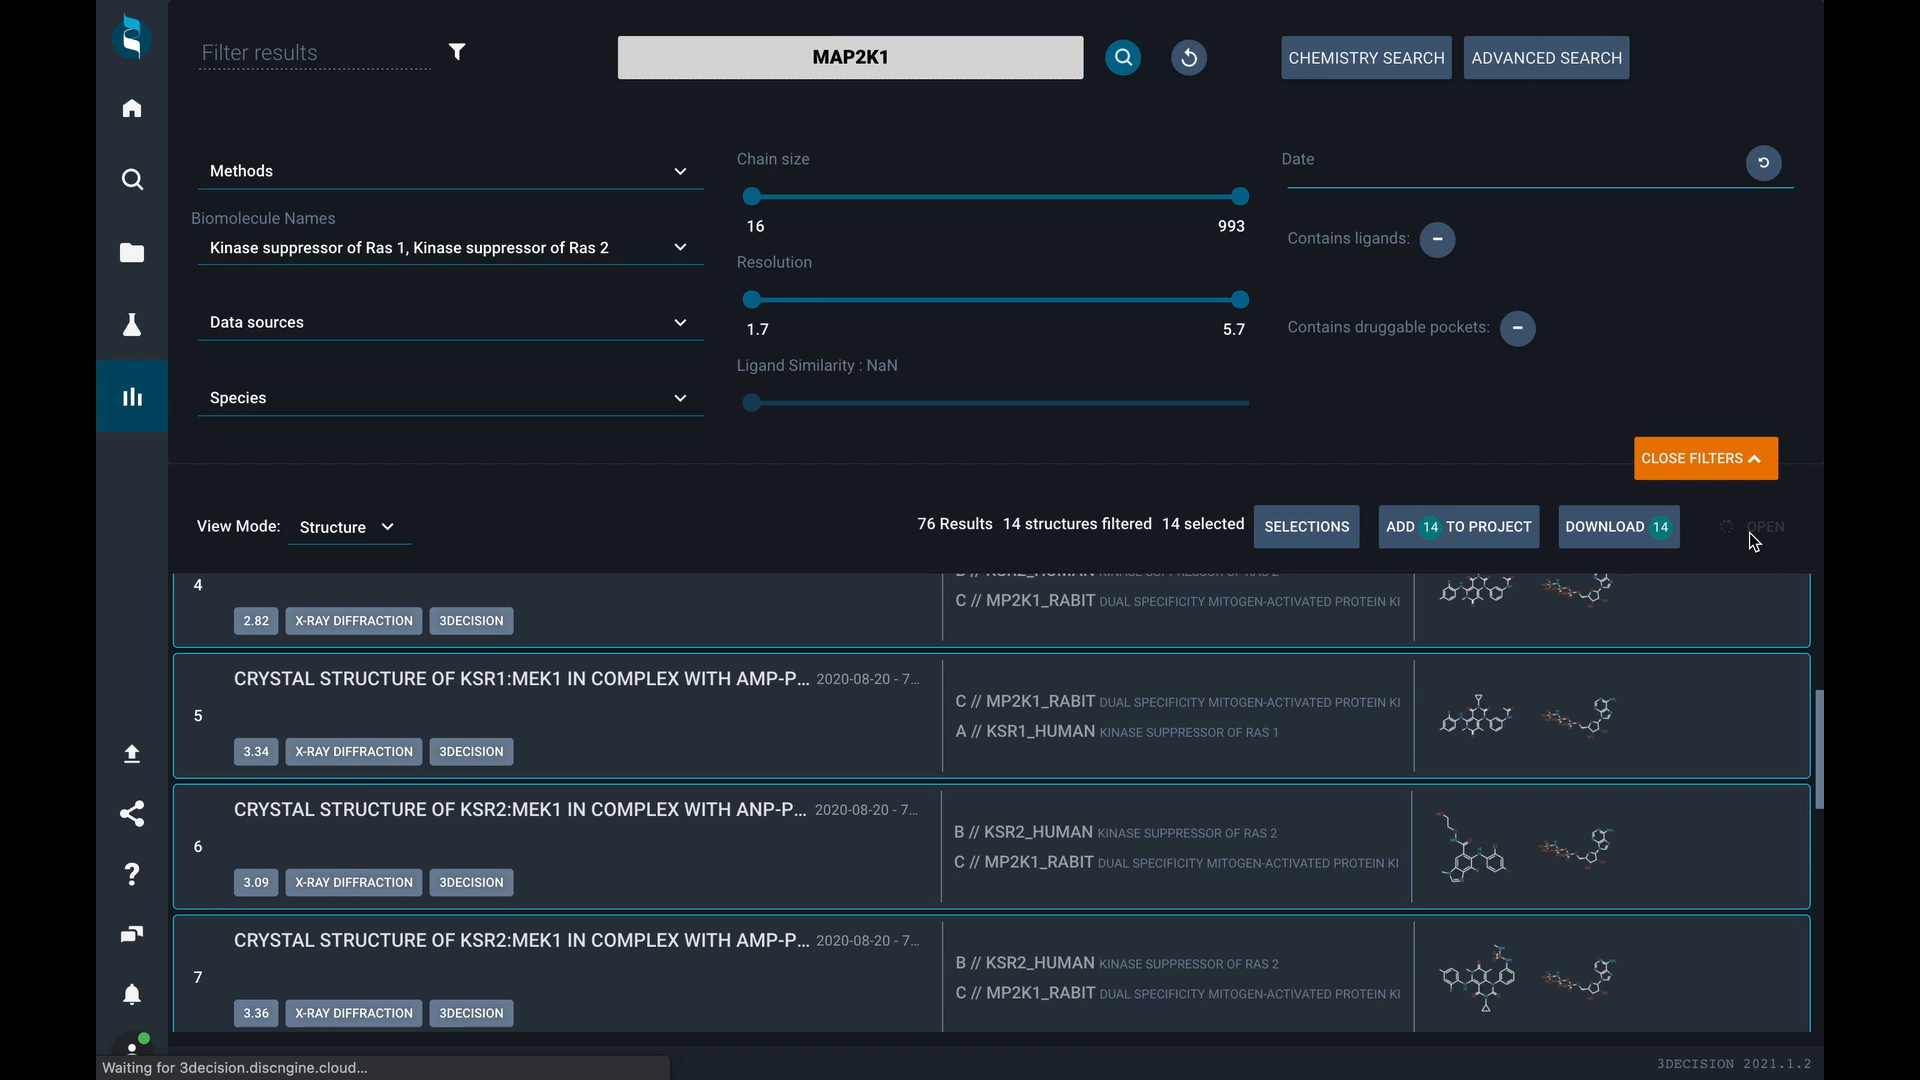 Filter results
MAP2K1
CHEMISTRY SEARCH
ADVANCED SEARCH
Methods
Biomolecule Names
Kinase suppressor of Ras 1, Kinase suppressor of Ras 2
Data sources
Species
Chain size
16 993
Resolution
1.7 5.7
Ligand Similarity : NaN
Date
Contains ligands:
Contains druggable pockets:
CLOSE FILTERS
View Mode: Structure
76 Results 14 structures filtered 14 selected
SELECTIONS
ADD 14 TO PROJECT
DOWNLOAD 14
OPEN
4
2.82 X-RAY DIFFRACTION 3DECISION
B // KSR2_HUMAN KINASE SUPPRESSOR OF RAS 2
C // MP2K1_RABIT DUAL SPECIFICITY MITOGEN-ACTIVATED PROTEIN KI
CRYSTAL STRUCTURE OF KSR1:MEK1 IN COMPLEX WITH AMP-P... 2020-08-20 - 7...
5
3.34 X-RAY DIFFRACTION 3DECISION
C // MP2K1_RABIT DUAL SPECIFICITY MITOGEN-ACTIVATED PROTEIN KI
A // KSR1_HUMAN KINASE SUPPRESSOR OF RAS 1
CRYSTAL STRUCTURE OF KSR2:MEK1 IN COMPLEX WITH ANP-P... 2020-08-20 - 7...
6
3.09 X-RAY DIFFRACTION 3DECISION
B // KSR2_HUMAN KINASE SUPPRESSOR OF RAS 2
C // MP2K1_RABIT DUAL SPECIFICITY MITOGEN-ACTIVATED PROTEIN KI
CRYSTAL STRUCTURE OF KSR2:MEK1 IN COMPLEX WITH AMP-P... 2020-08-20 - 7...
7
3.36 X-RAY DIFFRACTION 3DECISION
B // KSR2_HUMAN KINASE SUPPRESSOR OF RAS 2
C // MP2K1_RABIT DUAL SPECIFICITY MITOGEN-ACTIVATED PROTEIN KI
Waiting for 3decision.discngine.cloud...
3DECISION 2021.1.2